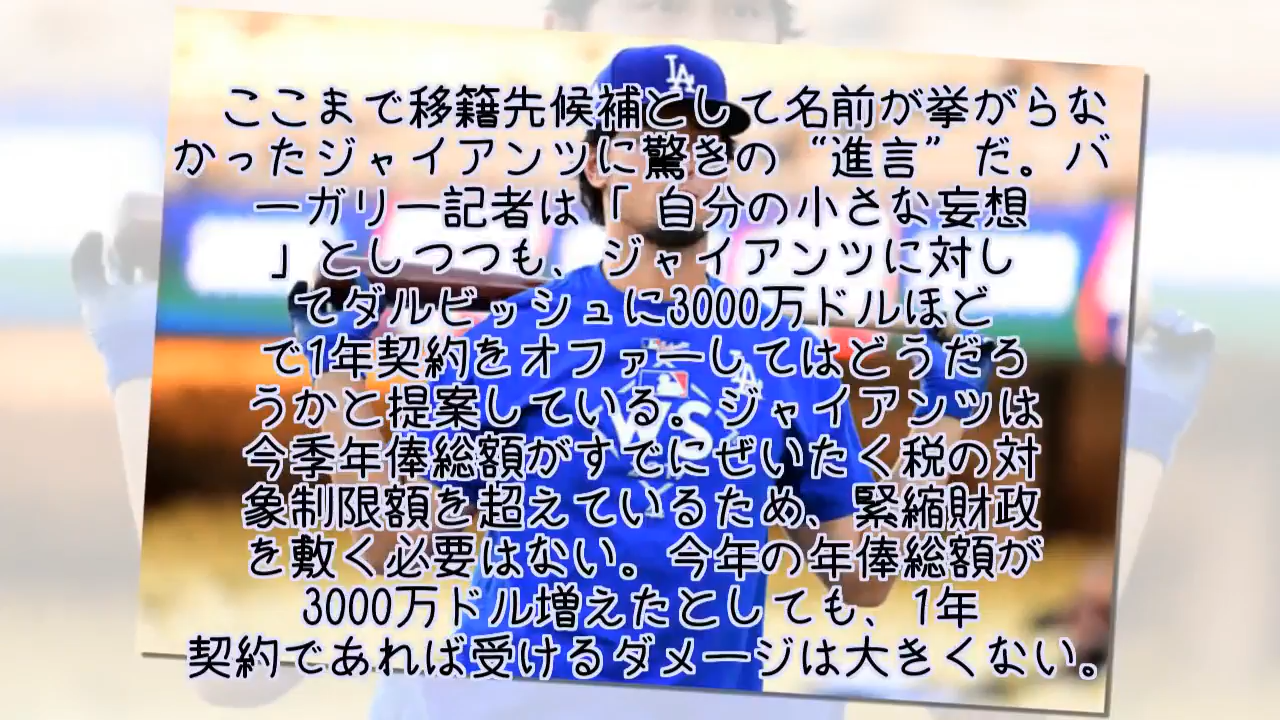 ここまで移籍先候補として名前が挙がらな
かったジャイアンツに驚きの“進言”だ。バ
ーガリー記者は「 自分の小さな妄想
」としつつも、ジャイアンツに対し
てダルビッシュに3000万ドルほど
で1年契約をオファーしてはどうだろ
うかと提案している。ジャイアンツは
今季年俸総額がすでにぜいたく税の対
象制限額を超えているため、緊縮財政
を敷く必要はない。今年の年俸総額が
3000万ドル増えたとしても、1年
契約であれば受けるダメージは大きくない。
LA
LA
WS